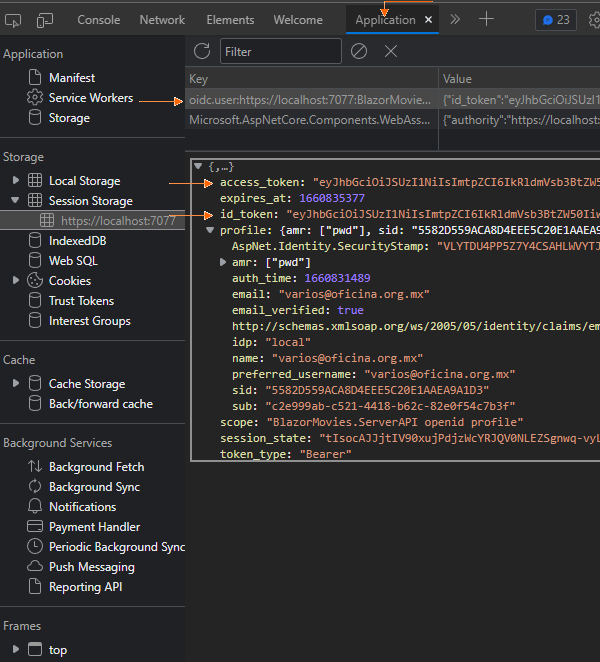 Console Network Elements Welcome Application 23
Application
Manifest
Service Workers
Storage
Storage
Local Storage
Session Storage
https://localhost:7077
IndexedDB
Web SQL
Cookies
Trust Tokens
Interest Groups
Cache
Cache Storage
Back/forward cache
Background Services
Background Fetch
Background Sync
Notifications
Payment Handler
Periodic Background Sync
Push Messaging
Reporting API
Frames
top
Filter
Key Value
oidc.user:https://localhost:7077:BlazorMovie... {"id_token":"eyJhbGciOiJSUzI1
Microsoft.AspNetCore.Components.WebAss... {"authority":"https://localhost:
{,…}
access_token: "eyJhbGciOiJSUzI1NiIsImtpZCI6IkRldmVsb3BtZW5
expires_at: 1660835377
id_token: "eyJhbGciOiJSUzI1NiIsImtpZCI6IkRldmVsb3BtZW50Iiw
profile: {amr: ["pwd"], sid: "5582D559ACA8D4EEE5C20E1AAEA9
AspNet.Identity.SecurityStamp: "VLYTDU4PP5Z7Y4CSAHLWVYTJ
amr: ["pwd"]
auth_time: 1660831489
email: "varios@oficina.org.mx"
email_verified: true
http://schemas.xmlsoap.org/ws/2005/05/identity/claims/em
idp: "local"
name: "varios@oficina.org.mx"
preferred_username: "varios@oficina.org.mx"
sid: "5582D559ACA8D4EEE5C20E1AAEA9A1D3"
sub: "c2e999ab-c521-4418-b62c-82e0f54c7b3f"
scope: "BlazorMovies.ServerAPI openid profile"
session_state: "tIsocAJJjtIV90xujPdjzWcYRJQV0NLEZSgnwq-vyL
token_type: "Bearer"